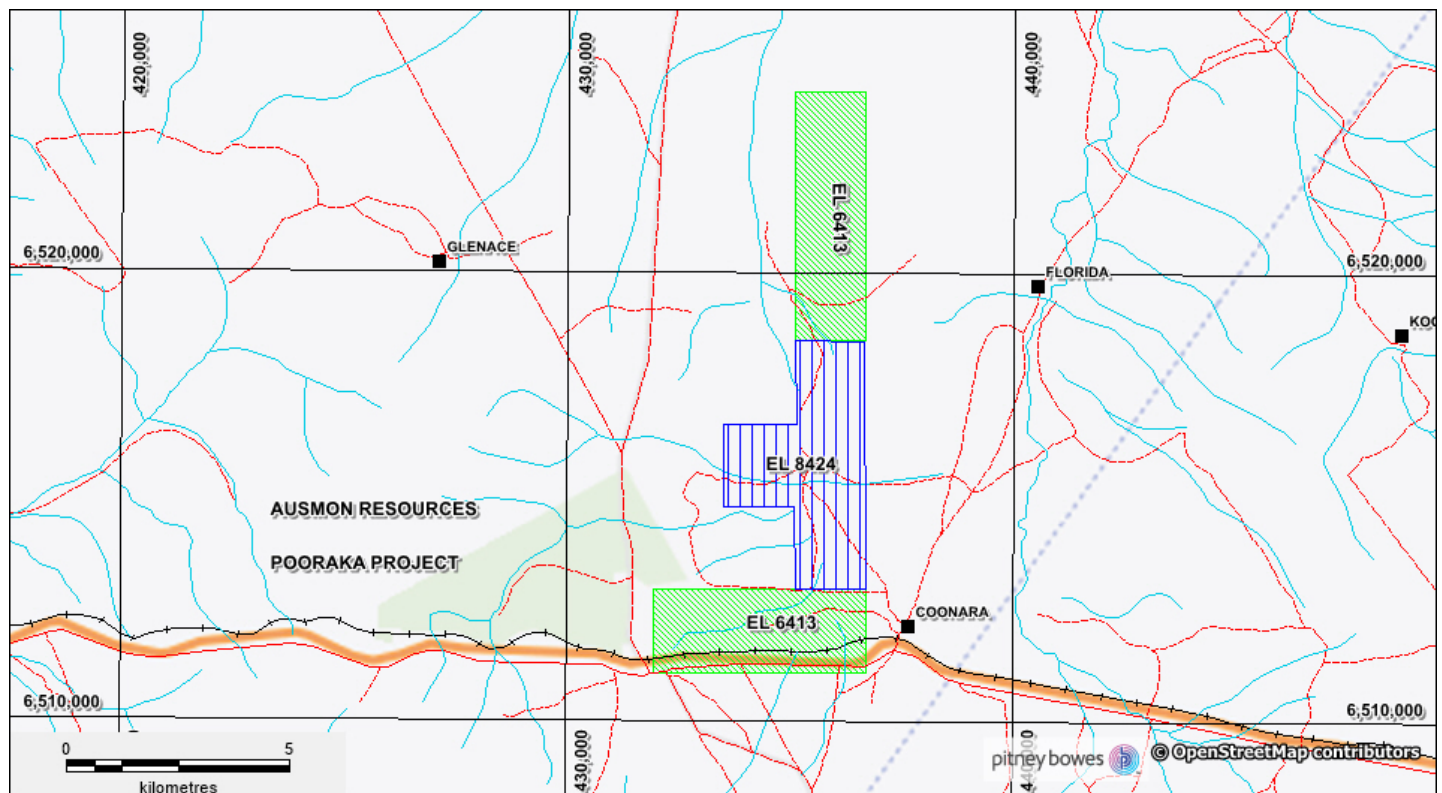 420,000
430,000
440,000
EL 6413
GLENACE
6,520,000
6,520,000
FLORIDA
KOO
EL 8424
AUSMON RESOURCES
POORAKA PROJECT
COONARA
EL 6413
6,510,000
6,510,000
430,000
440,000
0 5
kilometres
pitney bowes
© OpenStreetMap contributors